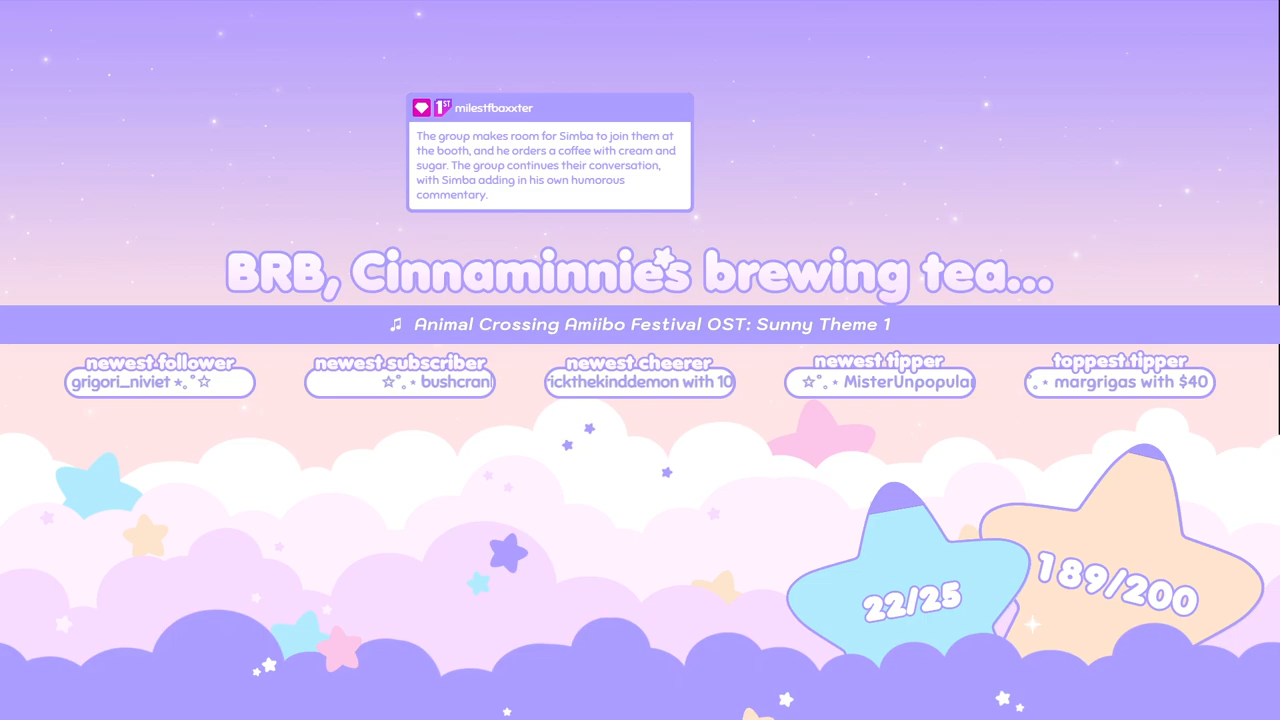 1ST milestfbaxxter
The group makes room for Simba to join them at
the booth, and he orders a coffee with cream and
sugar. The group continues their conversation,
with Simba adding in his own humorous
commentary.
BRB, Cinnaminnie's brewing tea...
♫ Animal Crossing Amiibo Festival OST: Sunny Theme 1
newest follower
grigori_niviet ⋆｡˚☆
newest subscriber
☆˚｡⋆ bushcran
newest cheerer
ickthekinddemon with 10
newest tipper
☆˚｡⋆ MisterUnpopular
toppest tipper
˚｡⋆ margrigas with $40
22/25
189/200